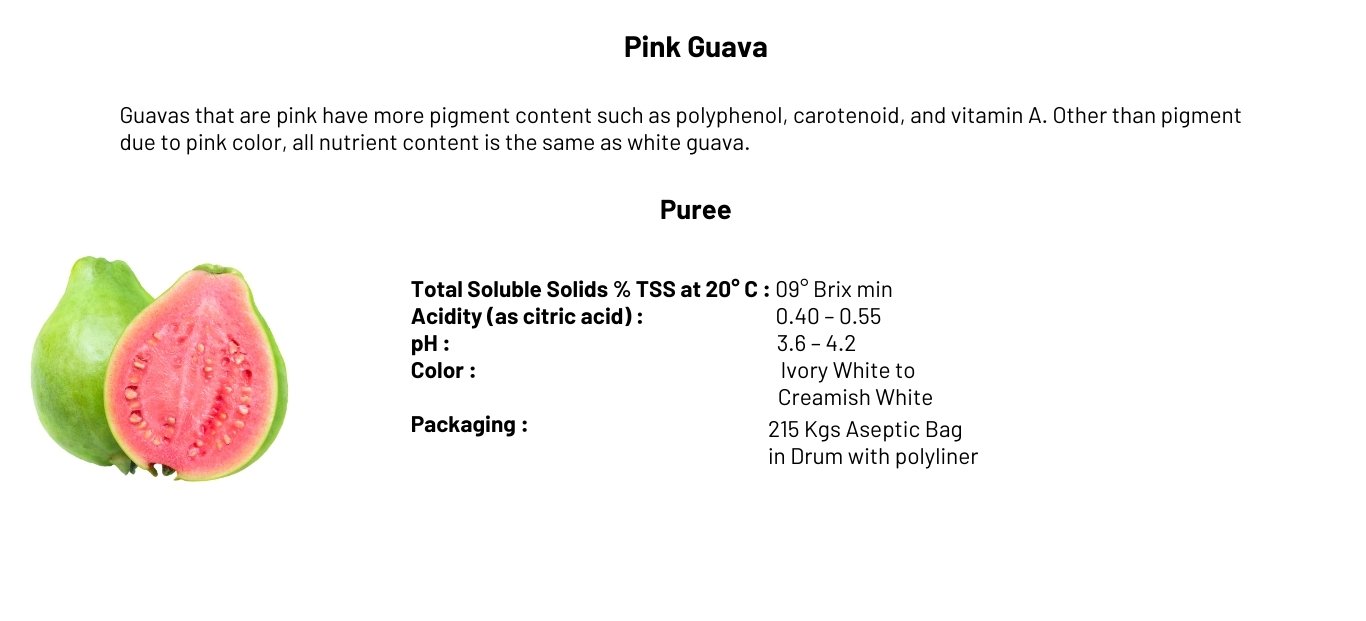 Pink Guava
Guavas that are pink have more pigment content such as polyphenol, carotenoid, and vitamin A. Other than pigment
due to pink color, all nutrient content is the same as white guava.
Puree
Total Soluble Solids % TSS at 20° C : 09° Brix min
Acidity (as citric acid) : 0.40 – 0.55
pH : 3.6 – 4.2
Color : Ivory White to
Creamish White
Packaging : 215 Kgs Aseptic Bag
in Drum with polyliner